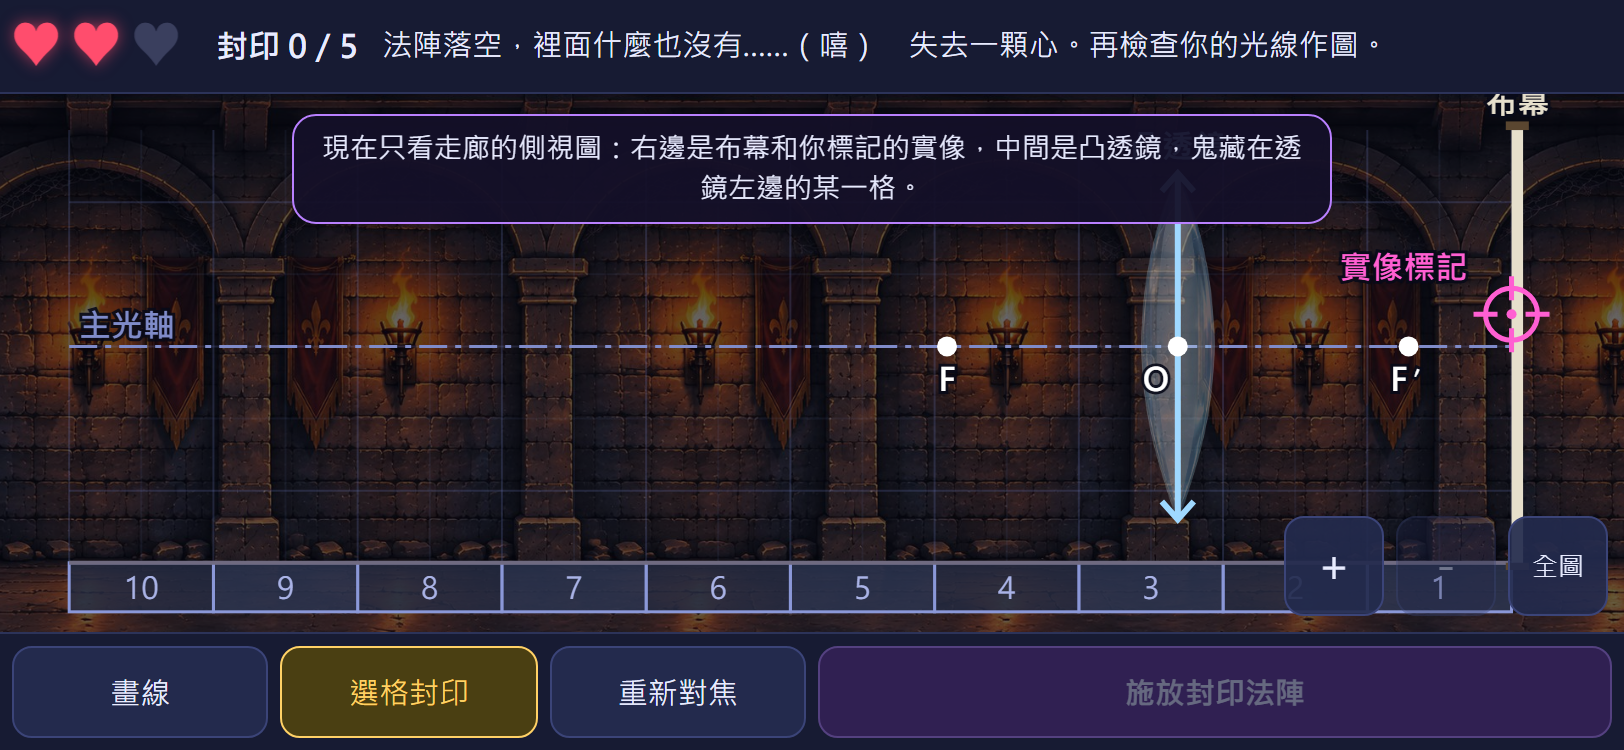 封印 0 / 5 法陣落空，裡面什麼也沒有……（嘻） 失去一顆心。再檢查你的光線作圖。
布幕
現在只看走廊的側視圖：右邊是布幕和你標記的實像，中間是凸透鏡，鬼藏在透
鏡左邊的某一格。
實像標記
主光軸
F O F′
10 9 8 7 6 5 4 3 2 1
+ − 全圖
畫線 選格封印 重新對焦 施放封印法陣